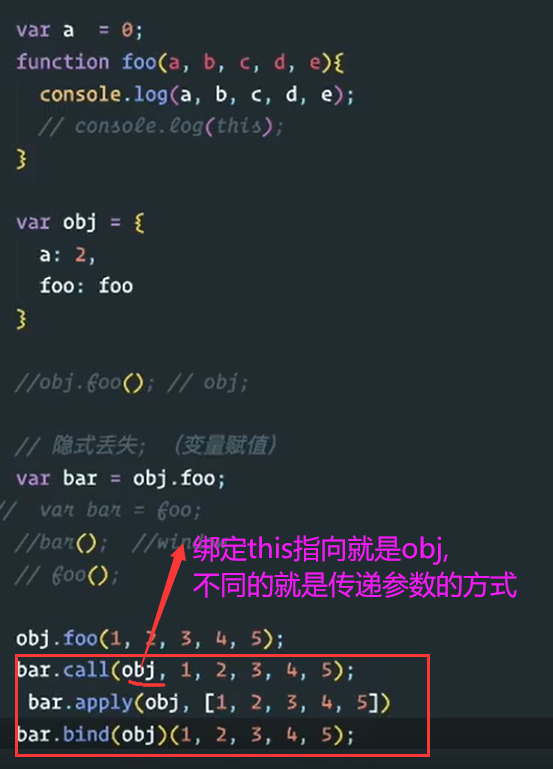 var a  = 0;
function foo(a, b, c, d, e){
  console.log(a, b, c, d, e);
  // console.log(this);
}
var obj = {
  a: 2,
  foo: foo
}
//obj.foo(); // obj;
// 隐式丢失; （变量赋值）
var bar = obj.foo;
//  var bar = foo;
//bar();  //window
绑定this指向就是obj,
// foo();
不同的就是传递参数的方式
obj.foo(1, 2, 3, 4, 5);
bar.call(obj, 1, 2, 3, 4, 5);
 bar.apply(obj, [1, 2, 3, 4, 5])
bar.bind(obj)(1, 2, 3, 4, 5);